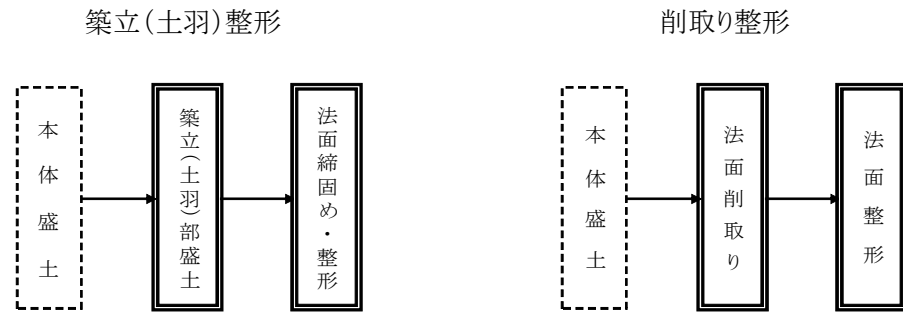 築立(土羽)整形
本体盛土
築立(土羽)部盛土
法面締固め・整形
削取り整形
本体盛土
法面削取り
法面整形